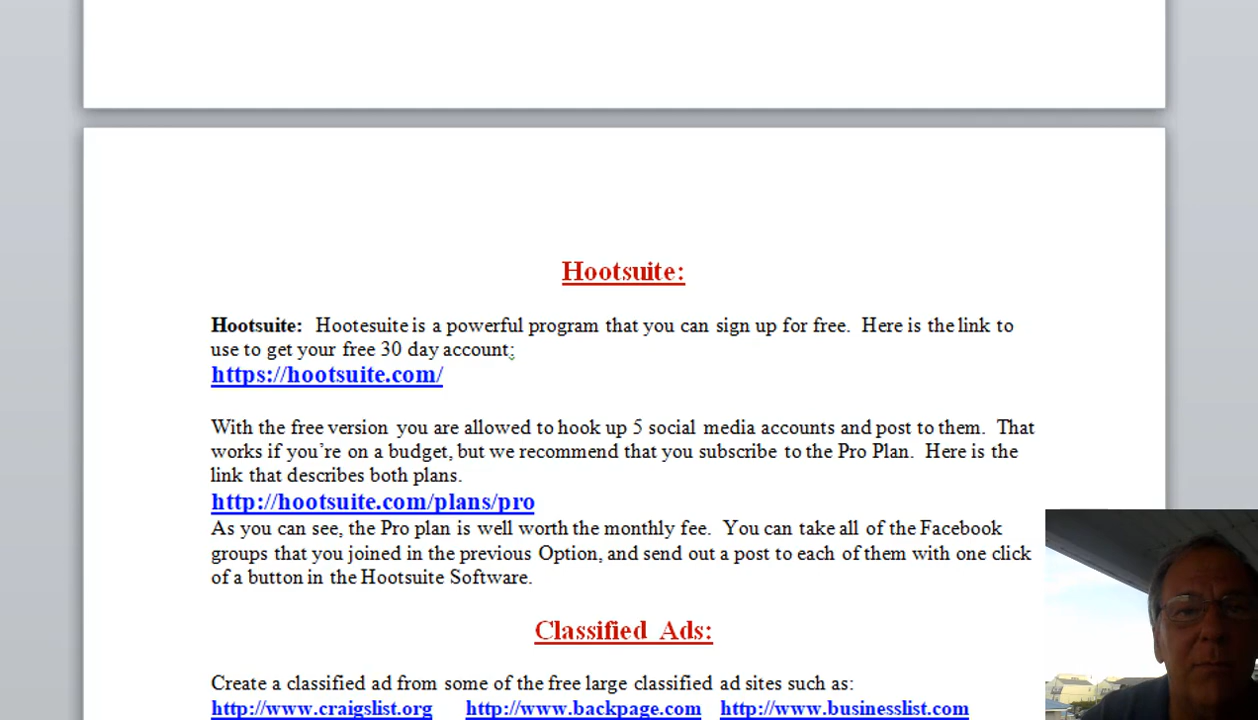 Hootsuite:
Hootsuite:  Hootesuite is a powerful program that you can sign up for free.  Here is the link to
use to get your free 30 day account;
https://hootsuite.com/
With the free version you are allowed to hook up 5 social media accounts and post to them.  That
works if you’re on a budget, but we recommend that you subscribe to the Pro Plan.  Here is the
link that describes both plans.
http://hootsuite.com/plans/pro
As you can see, the Pro plan is well worth the monthly fee.  You can take all of the Facebook
groups that you joined in the previous Option, and send out a post to each of them with one click
of a button in the Hootsuite Software.
Classified Ads:
Create a classified ad from some of the free large classified ad sites such as:
http://www.craigslist.org   http://www.backpage.com   http://www.businesslist.com